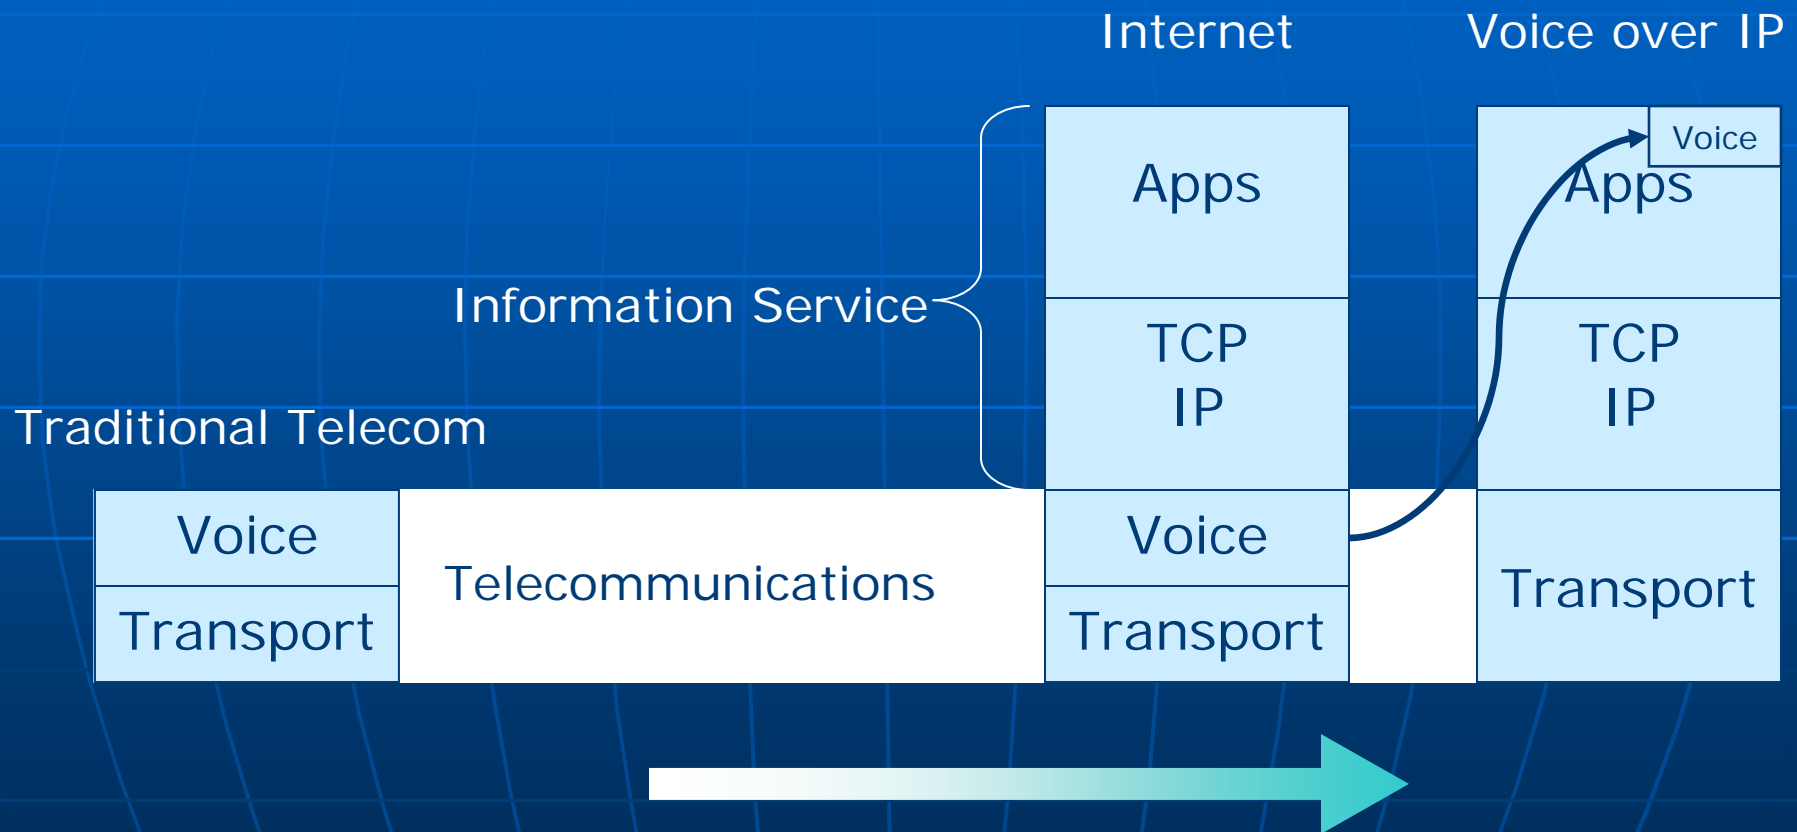 Internet
Voice over IP
Voice
Apps
Apps
Information Service
TCP
IP
TCP
IP
Traditional Telecom
Voice
Transport
Telecommunications
Voice
Transport
Transport